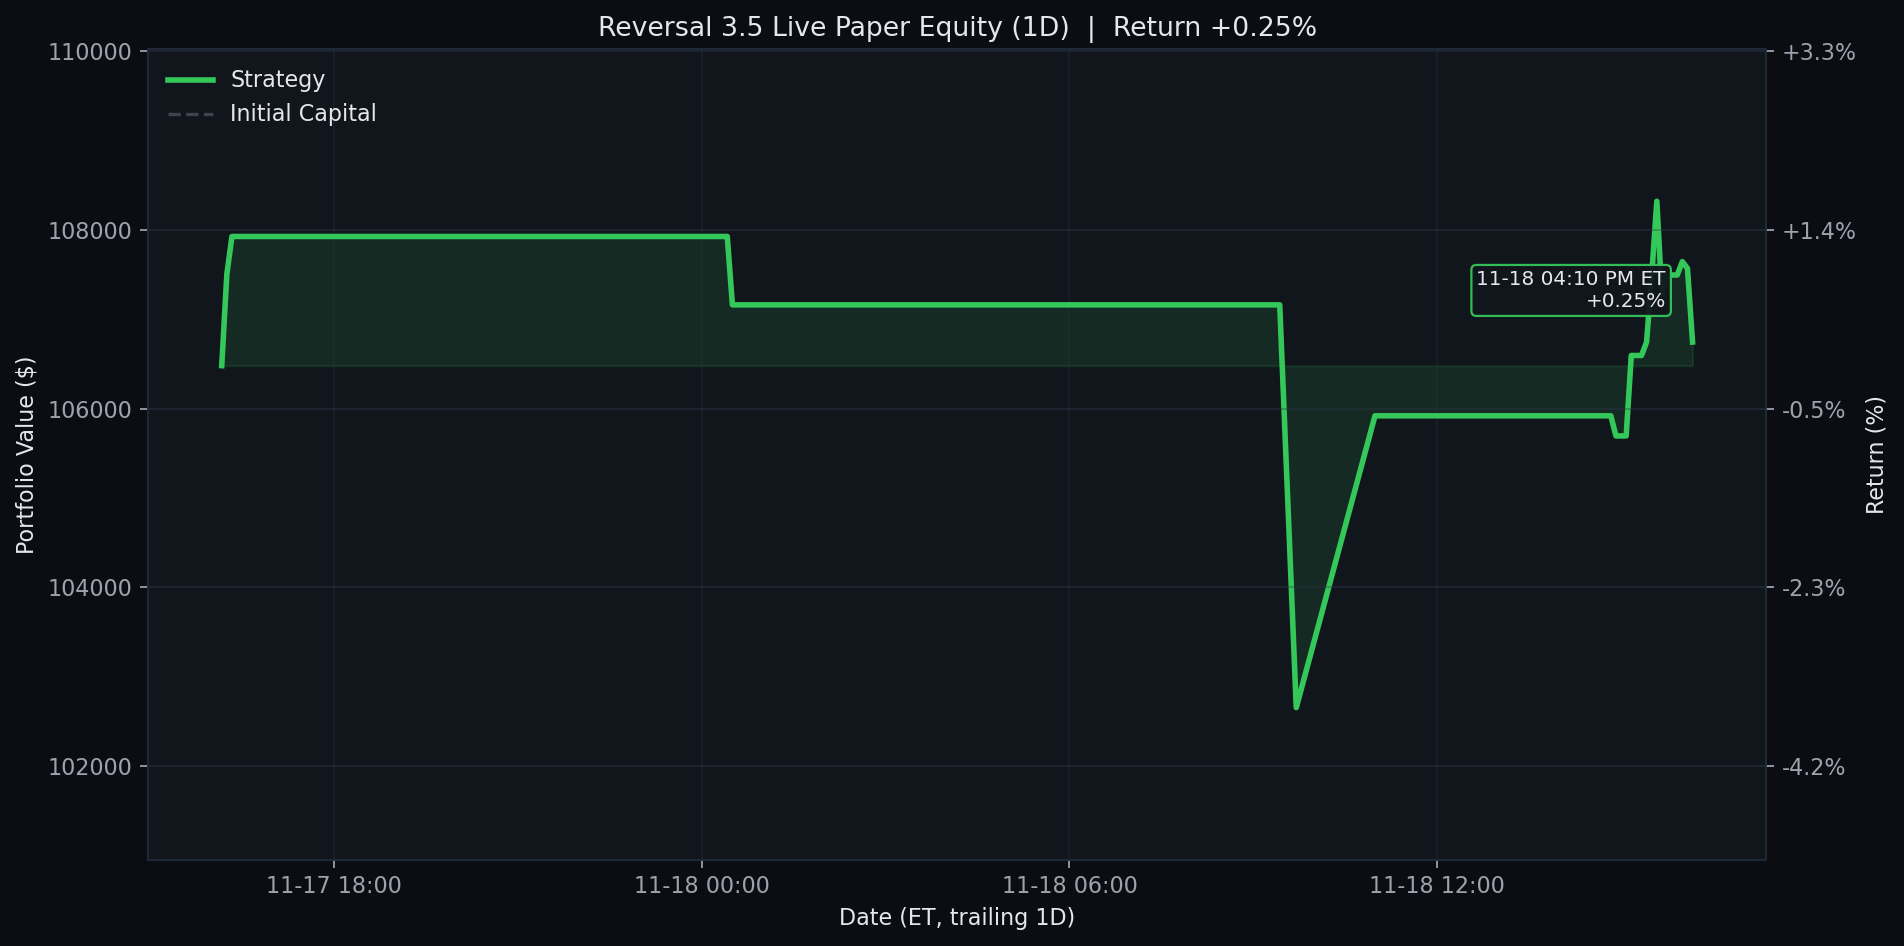 Reversal 3.5 Live Paper Equity (1D) | Return +0.25%
Strategy
Initial Capital
Portfolio Value ($)
110000
108000
106000
104000
102000
11-18 04:10 PM ET
+0.25%
+3.3%
+1.4%
-0.5%
-2.3%
-4.2%
Return (%)
11-17 18:00
11-18 00:00
11-18 06:00
11-18 12:00
Date (ET, trailing 1D)